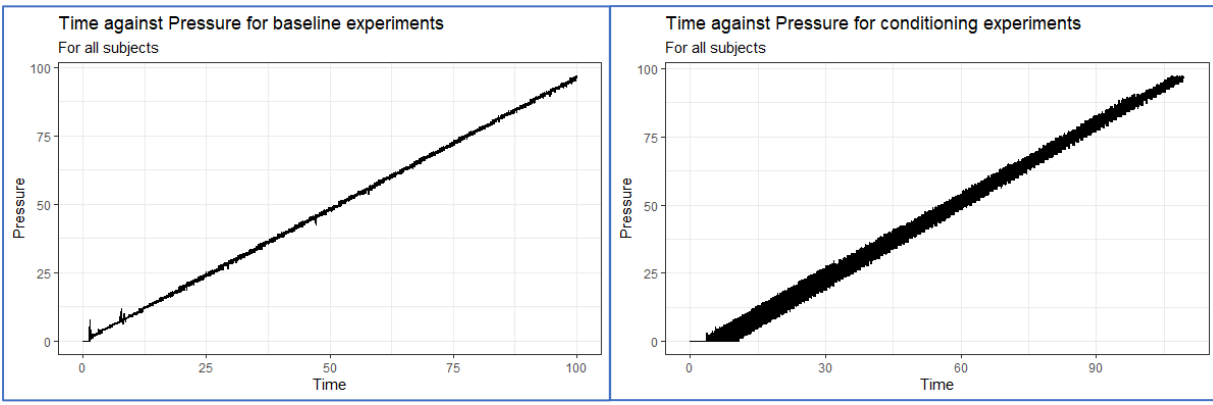 Time against Pressure for baseline experiments
For all subjects
100
75
50
25
0
Pressure
0 25 50 75 100
Time
Time against Pressure for conditioning experiments
For all subjects
100
75
50
25
0
Pressure
0 30 60 90
Time